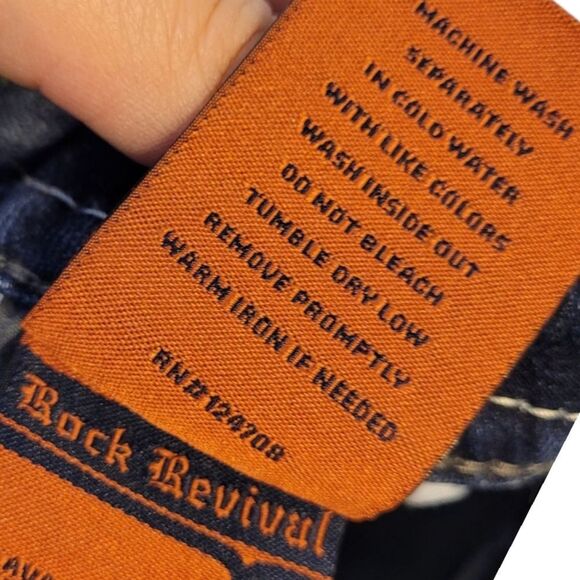 MACHINE WASH
SEPARATELY
IN COLD WATER
WITH LIKE COLORS
WASH INSIDE OUT
DO NOT BLEACH
TUMBLE DRY LOW
REMOVE PROMPTLY
WARM IRON IF NEEDED
RN# 124708
Rock Revival